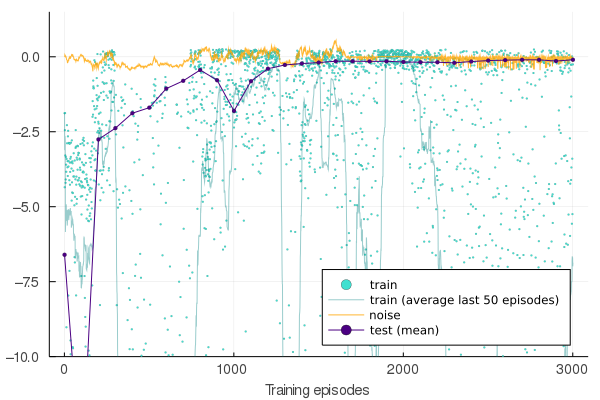 0.0
−2.5
−5.0
−7.5
−10.0
train
train (average last 50 episodes)
noise
test (mean)
0 1000 2000 3000
Training episodes